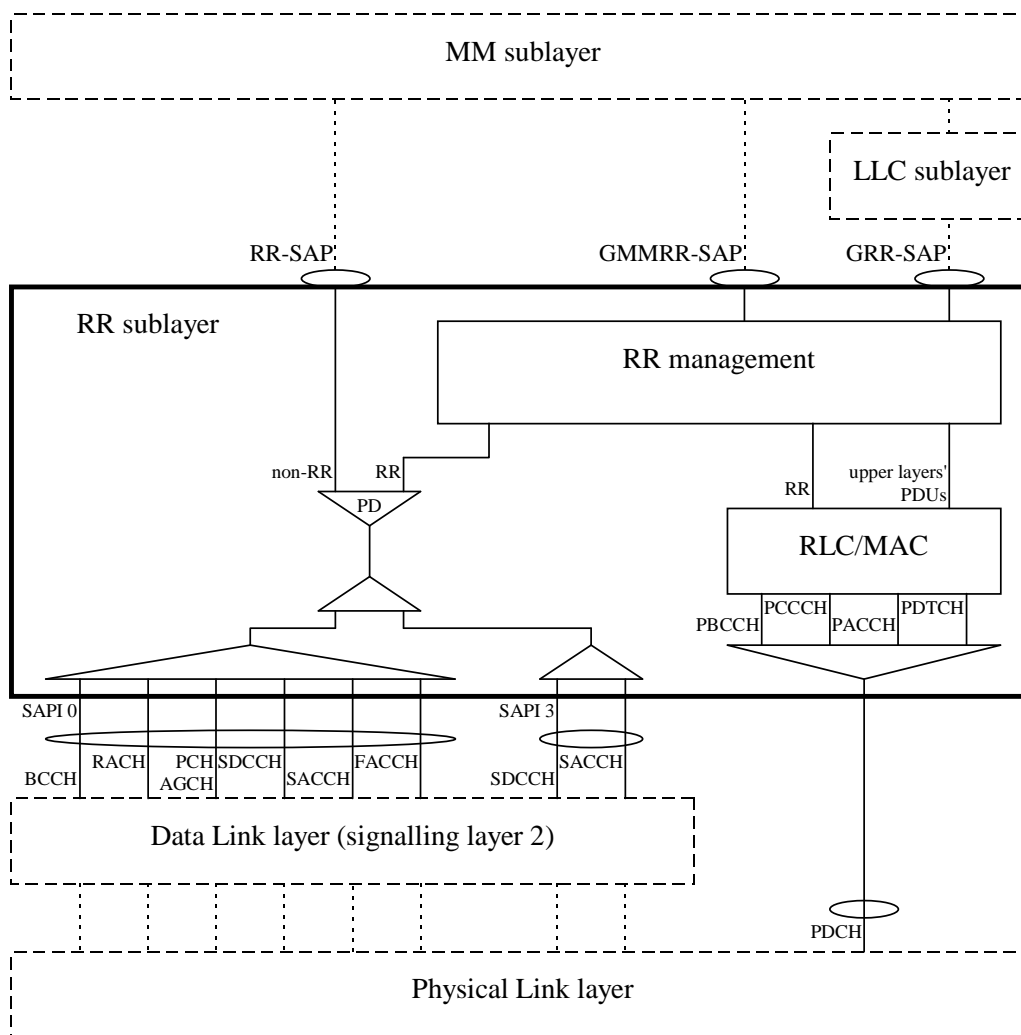 MM sublayer
LLC sublayer
RR-SAP
GMMRR-SAP
GRR-SAP
RR sublayer
RR management
non-RR
RR
PD
RR
upper layers'
PDUs
RLC/MAC
PBCCH
PCCCH
PACCH
PDTCH
SAPI 0
SAPI 3
BCCH
RACH
PCH
AGCH
SDCCH
SACCH
FACCH
SDCCH
SACCH
Data Link layer (signalling layer 2)
PDCH
Physical Link layer